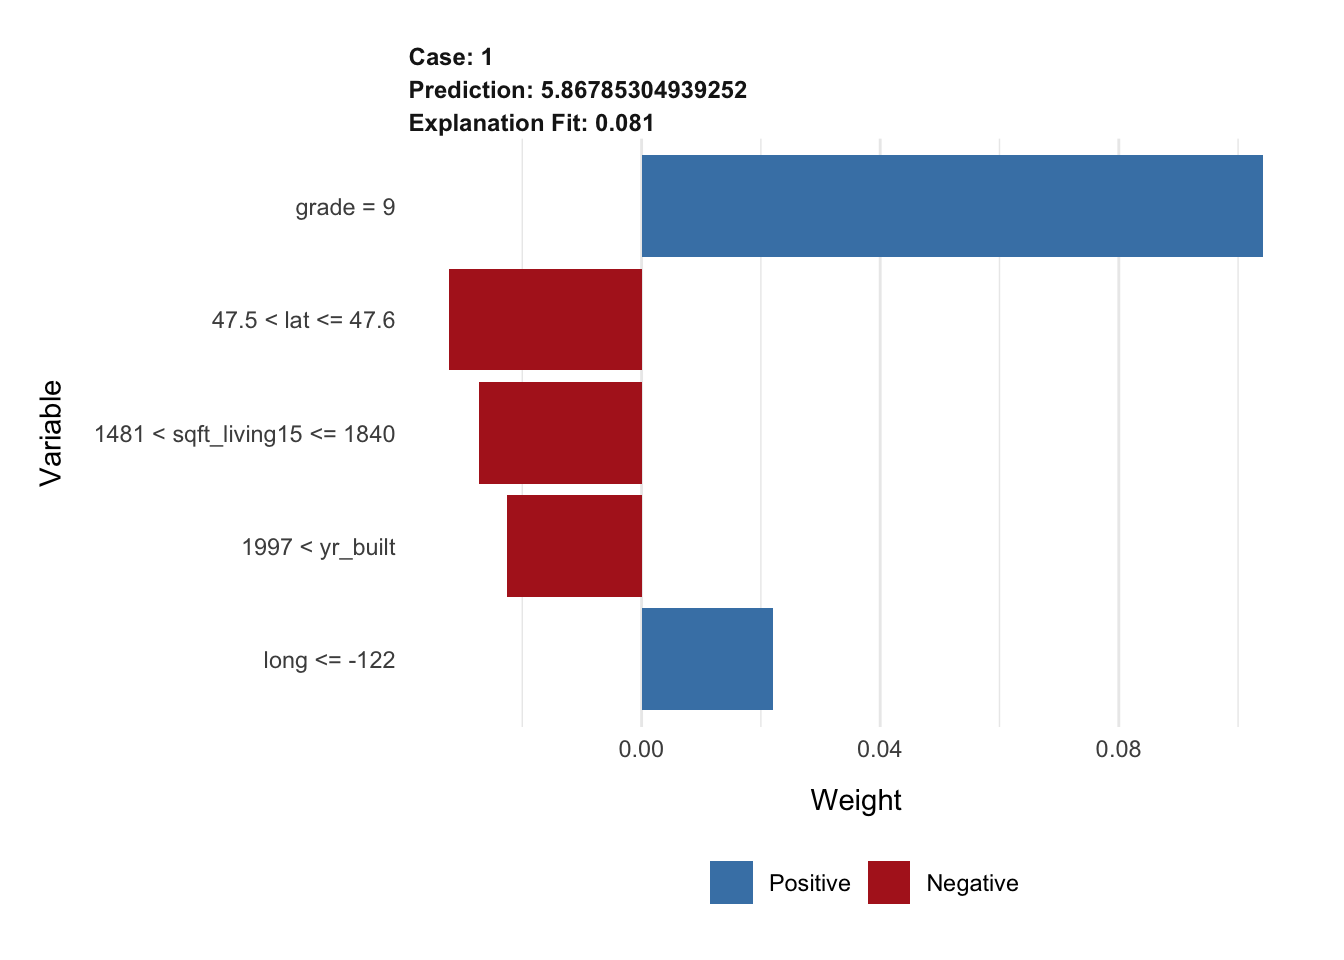 Case: 1
Prediction: 5.86785304939252
Explanation Fit: 0.081
grade = 9
47.5 < lat <= 47.6
1481 < sqft_living15 <= 1840
1997 < yr_built
long <= -122
Variable
0.00 0.04 0.08
Weight
Positive Negative